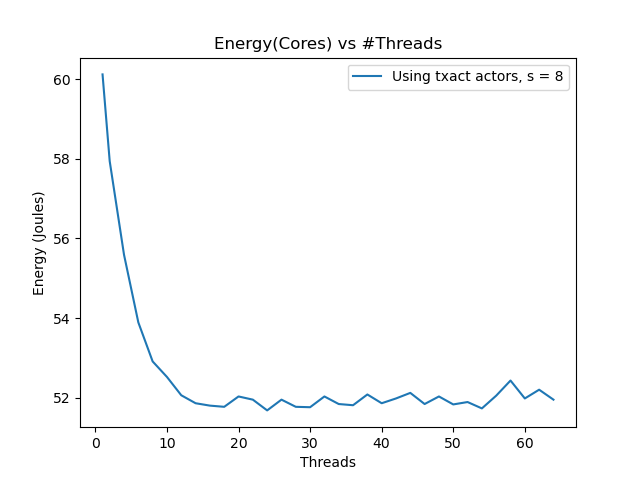 Energy(Cores) vs #Threads
Using txact actors, s = 8
Energy (Joules)
60
58
56
54
52
0 10 20 30 40 50 60
Threads